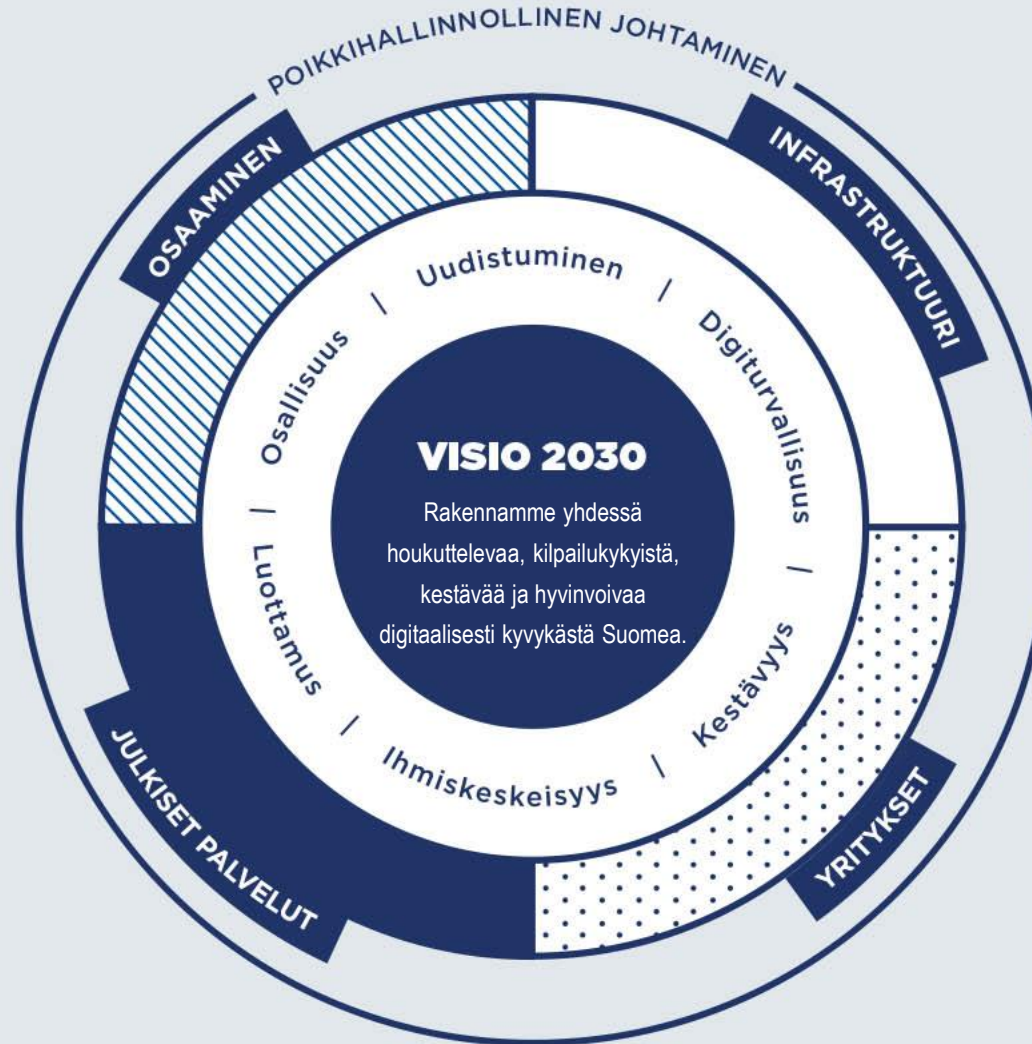 POIKKIHALLINNOLLINEN JOHTAMINEN
OSAAMINEN
INFRASTRUKTUURI
Osallisuus | Uudistuminen | Digiturvallisuus | Kestävyys | Ihmiskeskeisyys | Luottamus |
VISIO 2030
Rakennamme yhdessä
houkuttelevaa, kilpailukykyistä,
kestävää ja hyvinvoivaa
digitaalisesti kyvykästä Suomea.
JULKISET PALVELUT
YRITYKSET